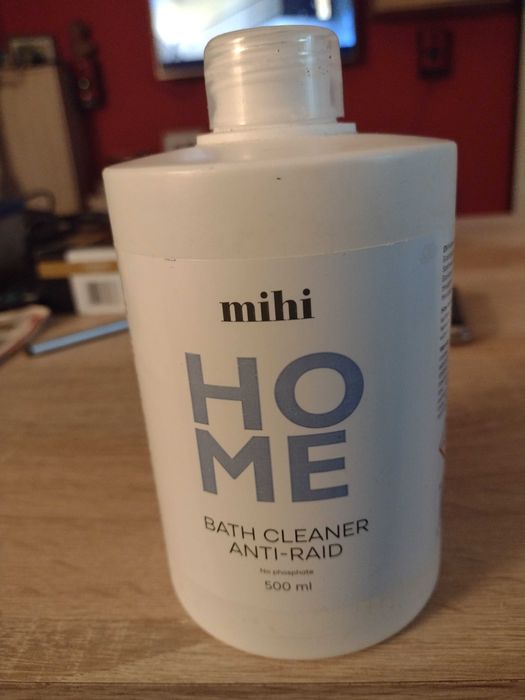 mihi
HO
ME
BATH CLEANER
ANTI-RAID
No phosphate
500 ml